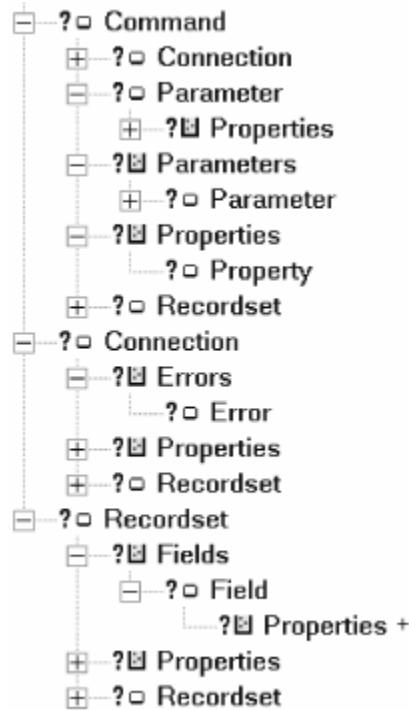 ? Command
? Connection
? Parameter
? Properties
? Parameters
? Parameter
? Properties
? Property
? Recordset
? Connection
? Errors
? Error
? Properties
? Recordset
? Recordset
? Fields
? Field
? Properties +
? Properties
? Recordset